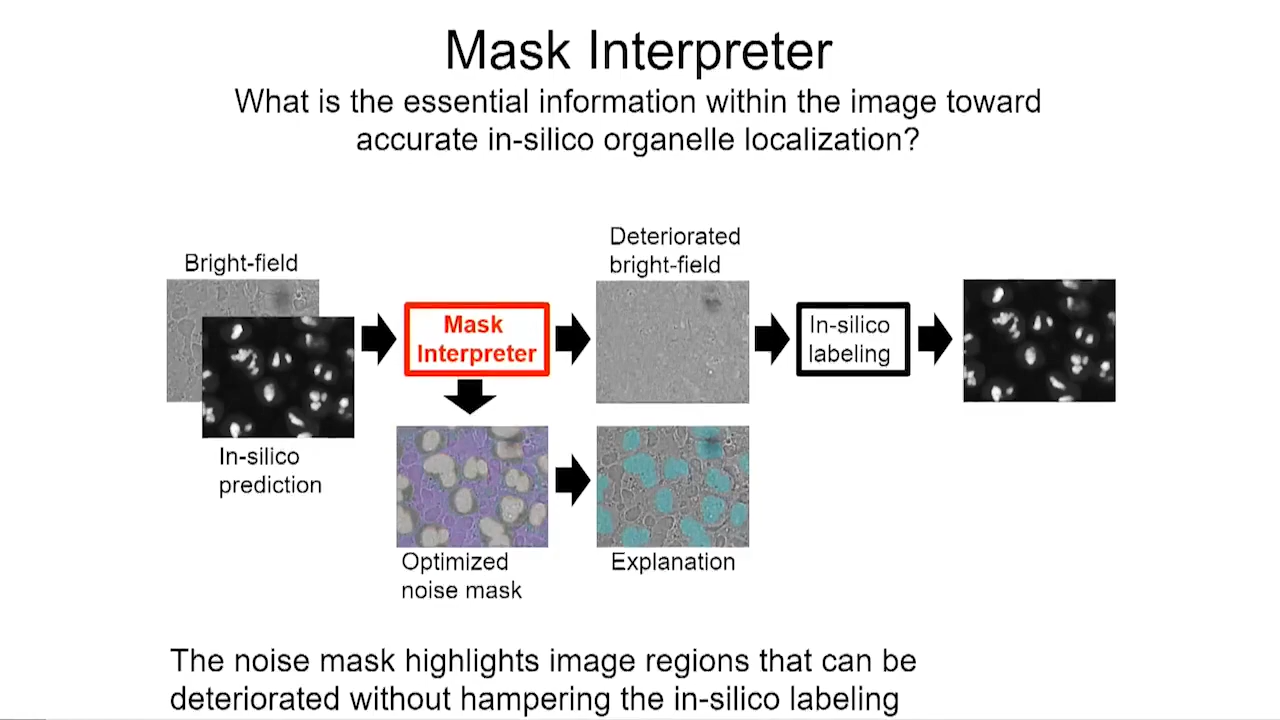 Mask Interpreter
What is the essential information within the image toward
accurate in-silico organelle localization?
Bright-field
In-silico
prediction
Mask
Interpreter
Deteriorated
bright-field
In-silico
labeling
Optimized
noise mask
Explanation
The noise mask highlights image regions that can be
deteriorated without hampering the in-silico labeling